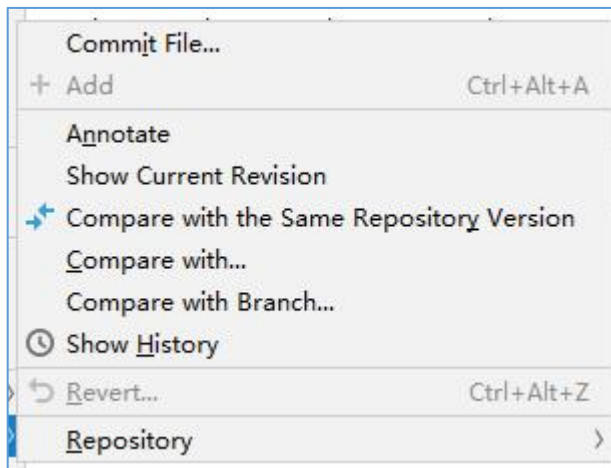 Commit File...
Add Ctrl+Alt+A
Annotate
Show Current Revision
Compare with the Same Repository Version
Compare with...
Compare with Branch...
Show History
Revert... Ctrl+Alt+Z
Repository